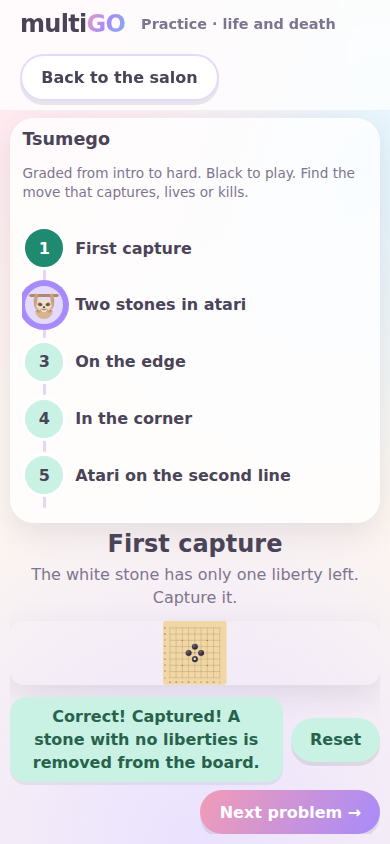 multiGO
Practice · life and death
Back to the salon
Tsumego
Graded from intro to hard. Black to play. Find the
move that captures, lives or kills.
1
First capture
Two stones in atari
3
On the edge
4
In the corner
5
Atari on the second line
First capture
The white stone has only one liberty left.
Capture it.
Correct! Captured! A
stone with no liberties is
removed from the board.
Reset
Next problem →